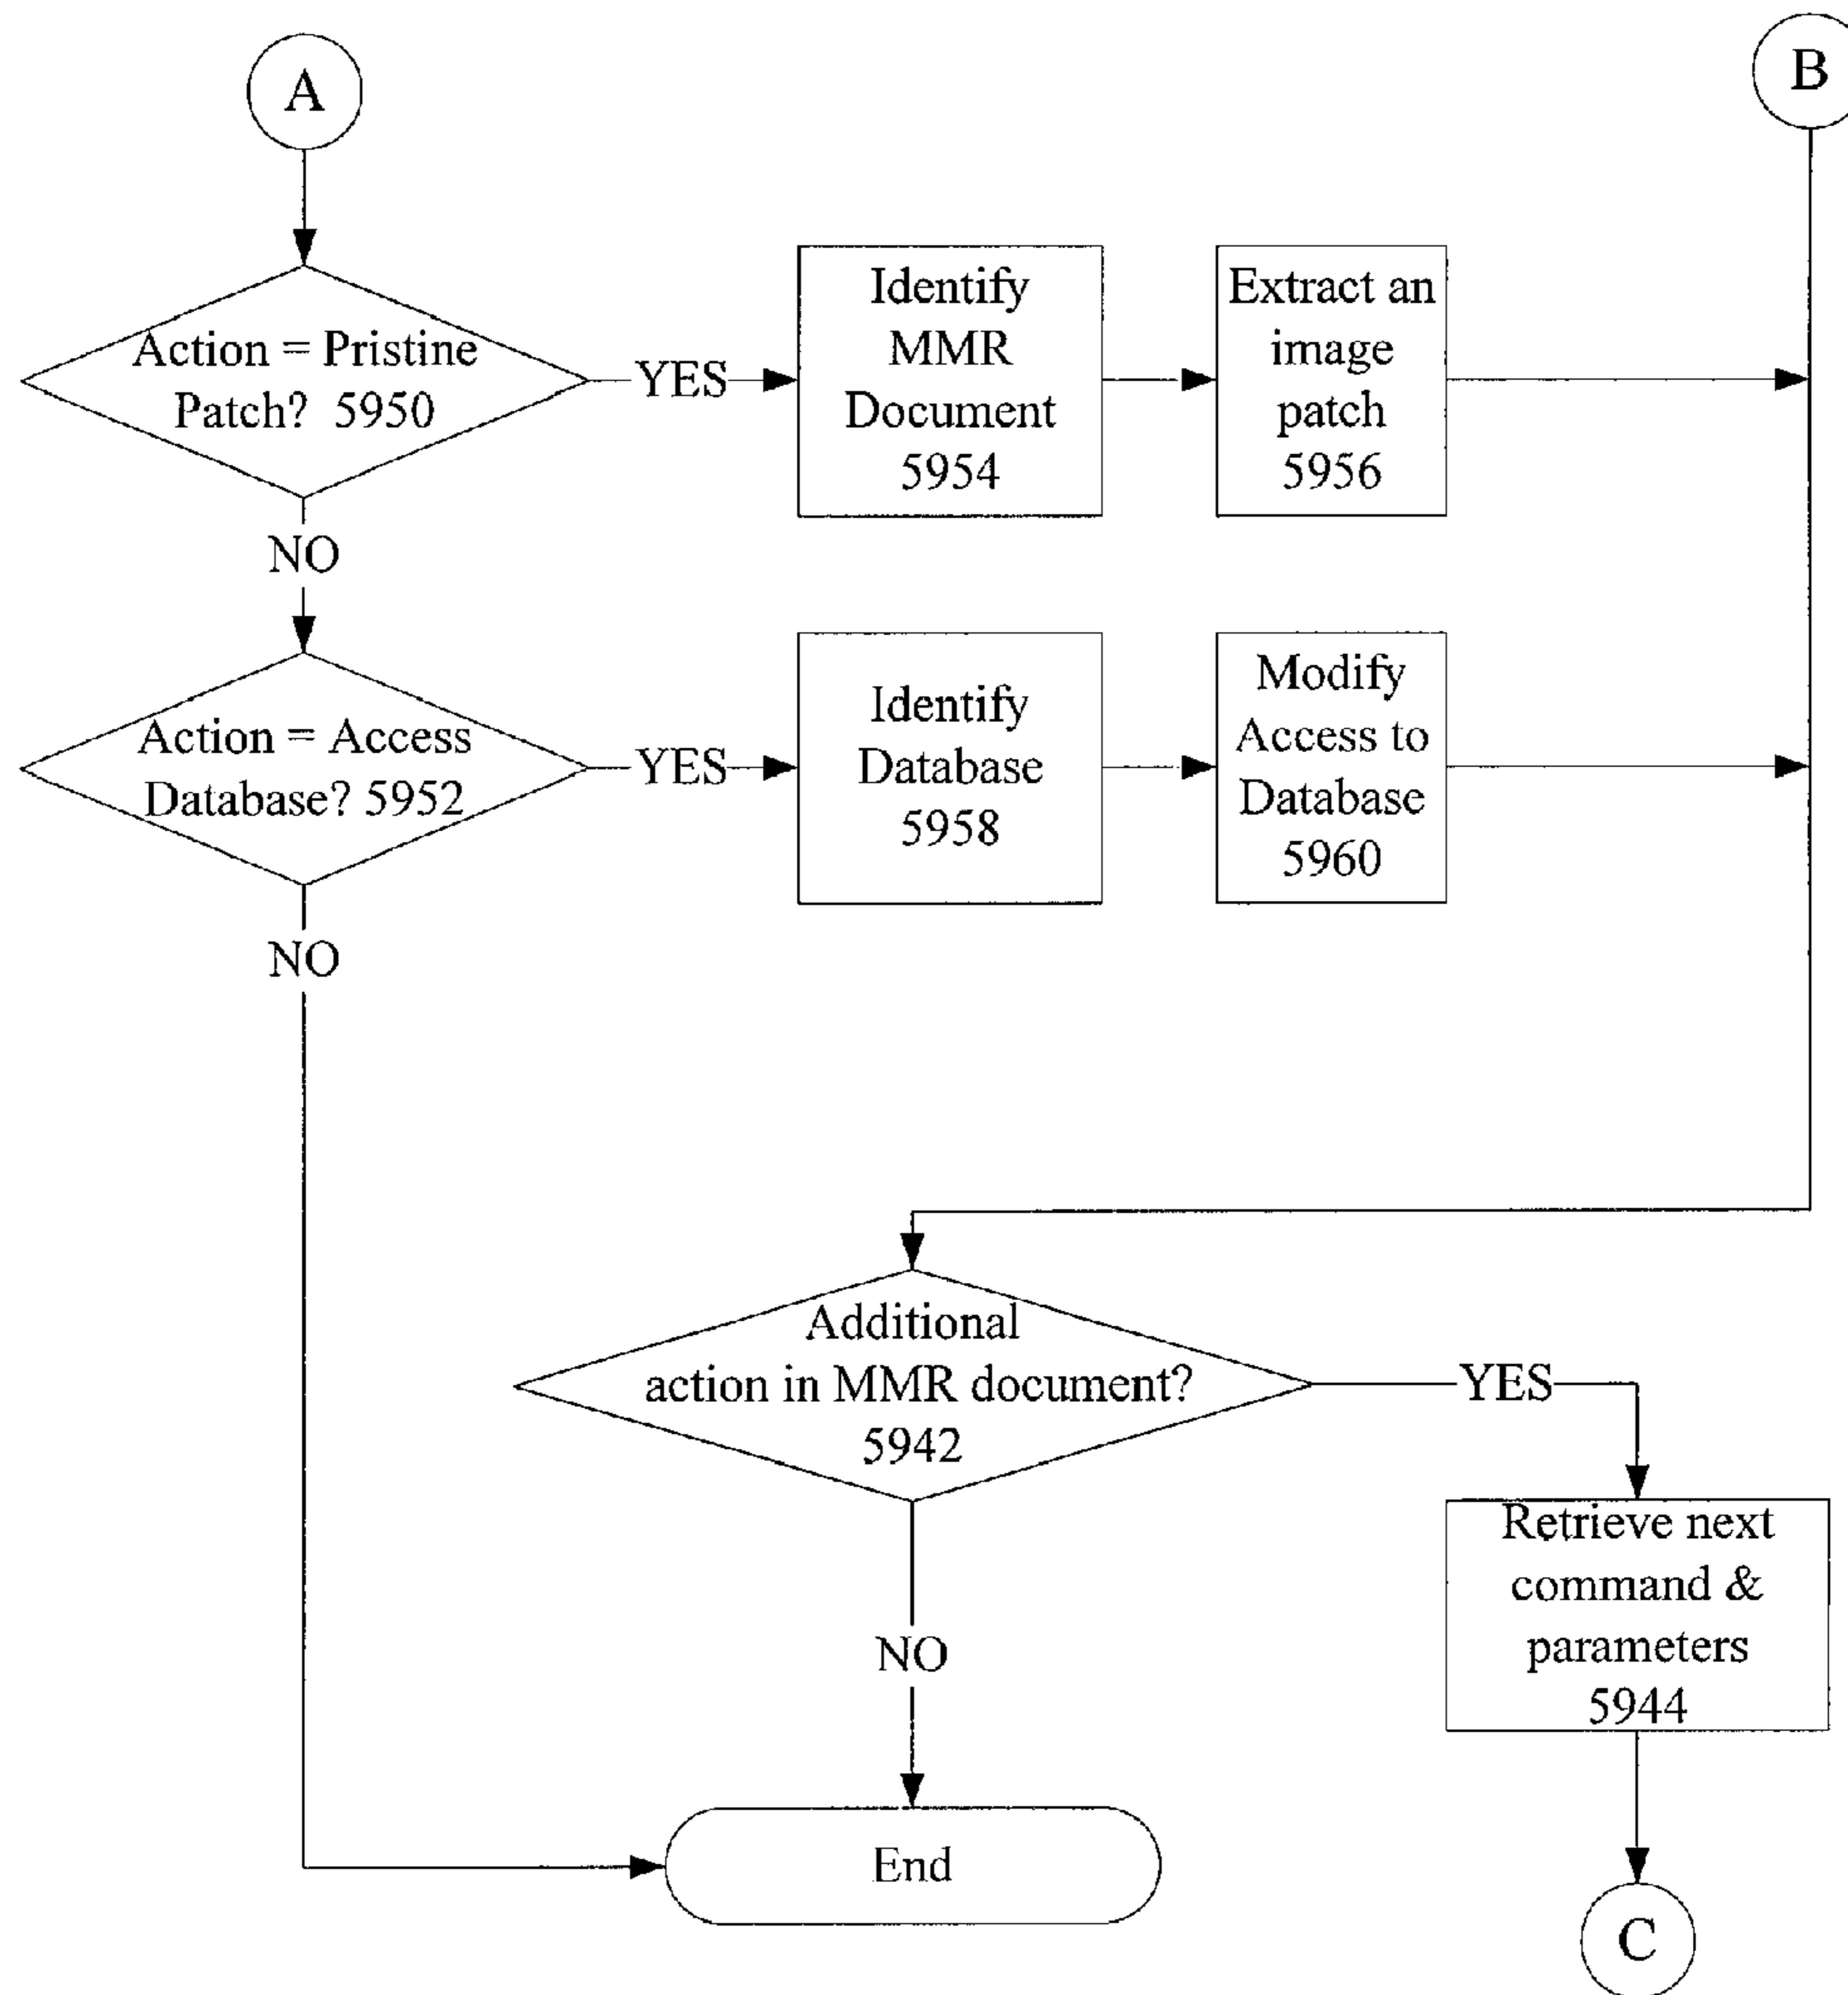 A
B
Action = Pristine
Patch? 5950
YES
Identify
MMR
Document
5954
Extract an
image
patch
5956
NO
Action = Access
Database? 5952
YES
Identify
Database
5958
Modify
Access to
Database
5960
NO
Additional
action in MMR document?
5942
YES
Retrieve next
command &
parameters
5944
NO
End
C